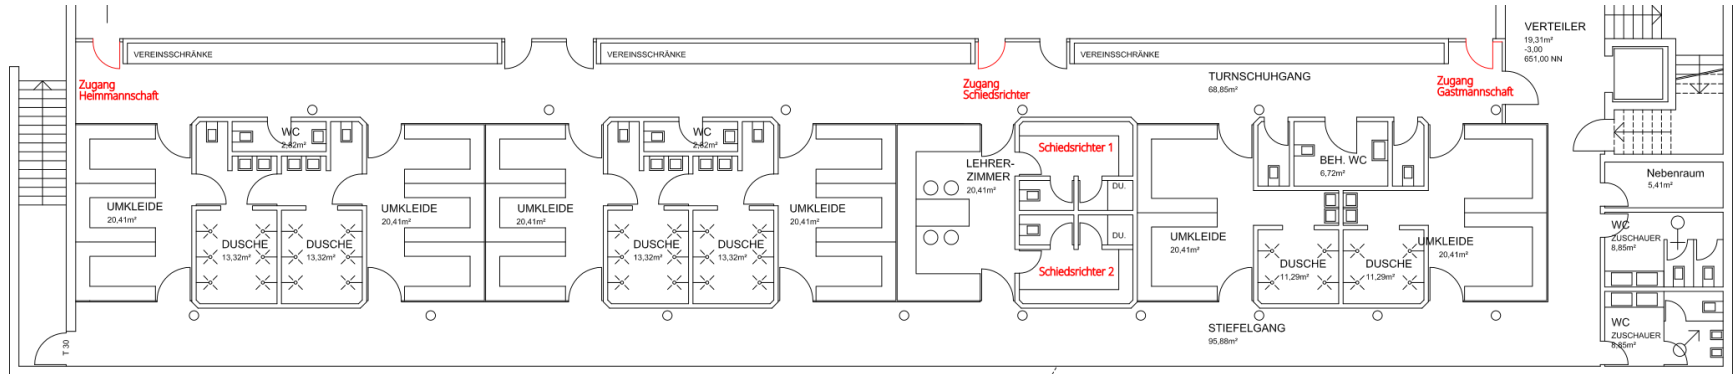 VEREINSSCHRÄNKE
VEREINSSCHRÄNKE
VEREINSSCHRÄNKE
VERTEILER
19,31m²
-3.00
651,00 NN
Zugang
Heimmannschaft
Zugang
Schiedsrichter
TURNSCHUHGANG
68,85m²
Zugang
Gastmannschaft
WC
2,82m²
WC
2,82m²
Schiedsrichter 1
LEHRER-
ZIMMER
20,41m²
DU.
BEH. WC
6,72m²
Nebenraum
5,41m²
UMKLEIDE
20,41m²
UMKLEIDE
20,41m²
UMKLEIDE
20,41m²
UMKLEIDE
20,41m²
DUSCHE
13,32m²
DUSCHE
13,32m²
DUSCHE
13,32m²
DUSCHE
13,32m²
DU.
Schiedsrichter 2
UMKLEIDE
20,41m²
UMKLEIDE
20,41m²
DUSCHE
11,29m²
DUSCHE
11,29m²
WC
ZUSCHAUER
8,85m²
STIEFELGANG
95,88m²
WC
ZUSCHAUER
8,85m²
T 30